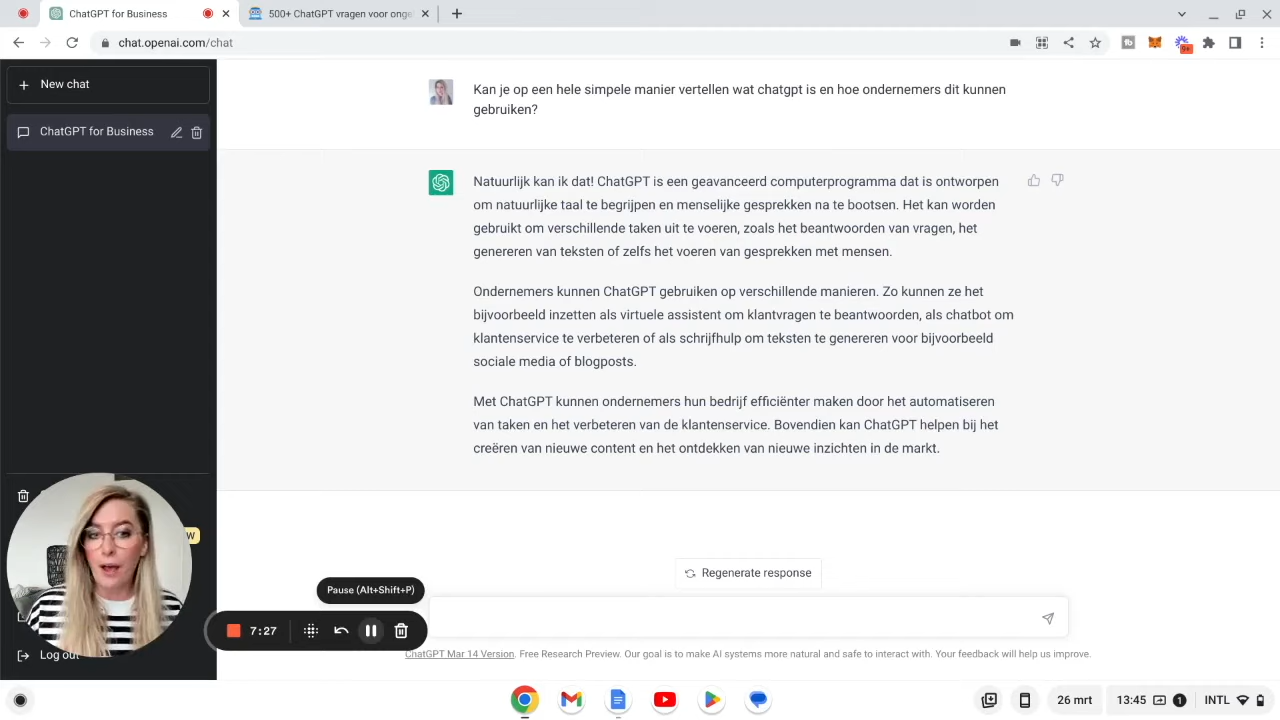 ChatGPT for Business
500+ ChatGPT vragen voor onge
chat.openai.com/chat
9+
New chat
ChatGPT for Business
Kan je op een hele simpele manier vertellen wat chatgpt is en hoe ondernemers dit kunnen
gebruiken?
Natuurlijk kan ik dat! ChatGPT is een geavanceerd computerprogramma dat is ontworpen
om natuurlijke taal te begrijpen en menselijke gesprekken na te bootsen. Het kan worden
gebruikt om verschillende taken uit te voeren, zoals het beantwoorden van vragen, het
genereren van teksten of zelfs het voeren van gesprekken met mensen.
Ondernemers kunnen ChatGPT gebruiken op verschillende manieren. Zo kunnen ze het
bijvoorbeeld inzetten als virtuele assistent om klantvragen te beantwoorden, als chatbot om
klantenservice te verbeteren of als schrijfhulp om teksten te genereren voor bijvoorbeeld
sociale media of blogposts.
Met ChatGPT kunnen ondernemers hun bedrijf efficiënter maken door het automatiseren
van taken en het verbeteren van de klantenservice. Bovendien kan ChatGPT helpen bij het
creëren van nieuwe content en het ontdekken van nieuwe inzichten in de markt.
Regenerate response
Pause (Alt+Shift+P)
7:27
Log out
ChatGPT Mar 14 Version. Free Research Preview. Our goal is to make AI systems more natural and safe to interact with. Your feedback will help us improve.
26 mrt
13:45
1
INTL